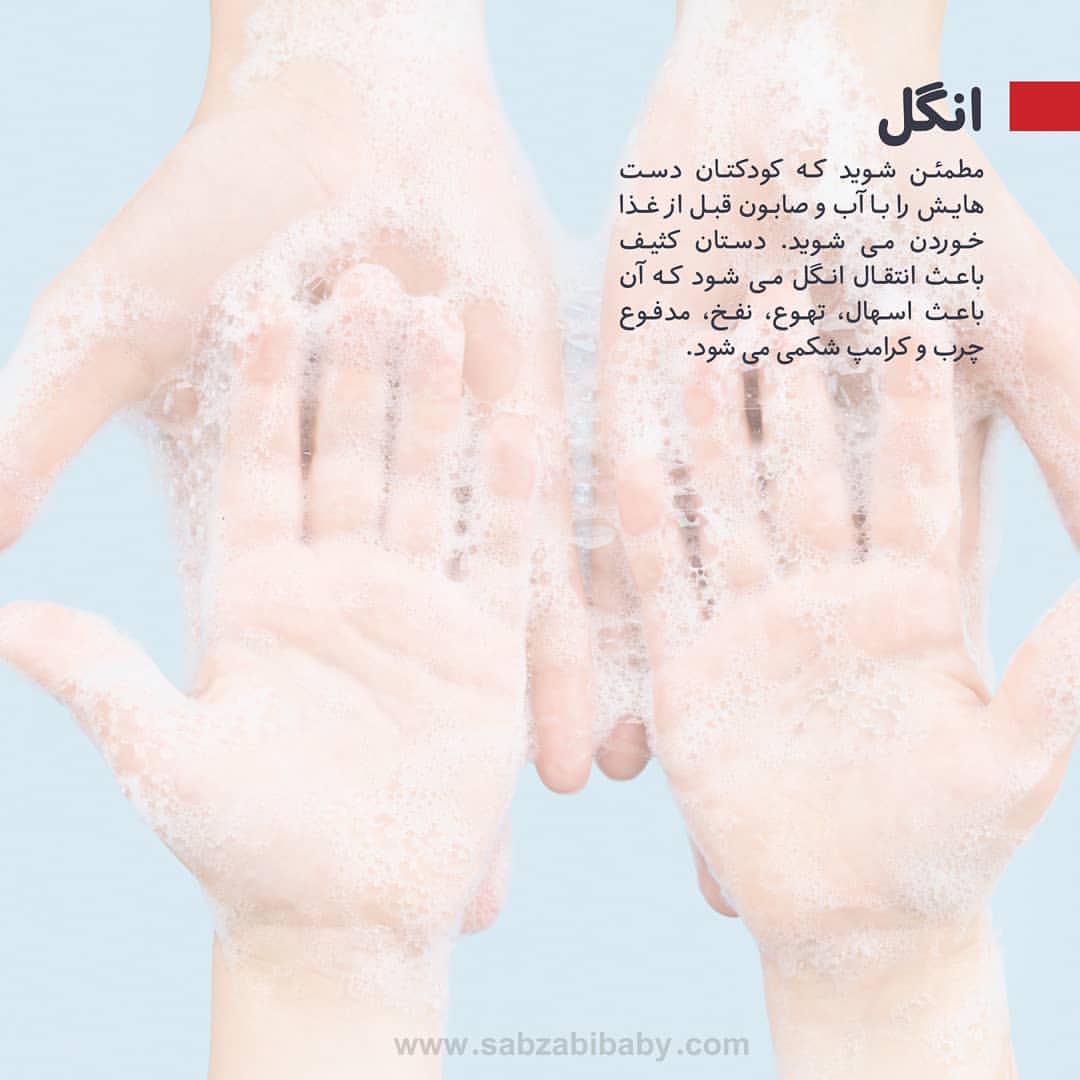 انگل
مطمئن شوید که کودکتان دست
هایش را با آب و صابون قبل از غذا
خوردن می شوید. دستان کثیف
باعث انتقال انگل می شود که آن
باعث اسهال، تهوع، نفخ، مدفوع
چرب و کرامپ شکمی می شود.
www.sabzabibaby.com